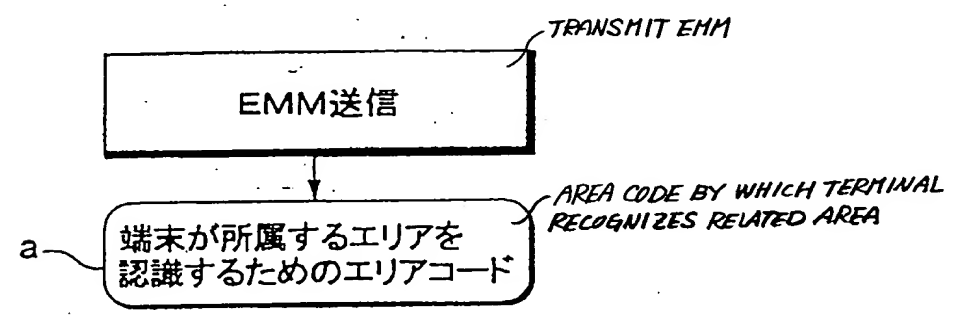 TRANSMIT EMM
EMM送信
AREA CODE BY WHICH TERMINAL
RECOGNIZES RELATED AREA
a
端末が所属するエリアを
認識するためのエリアコード